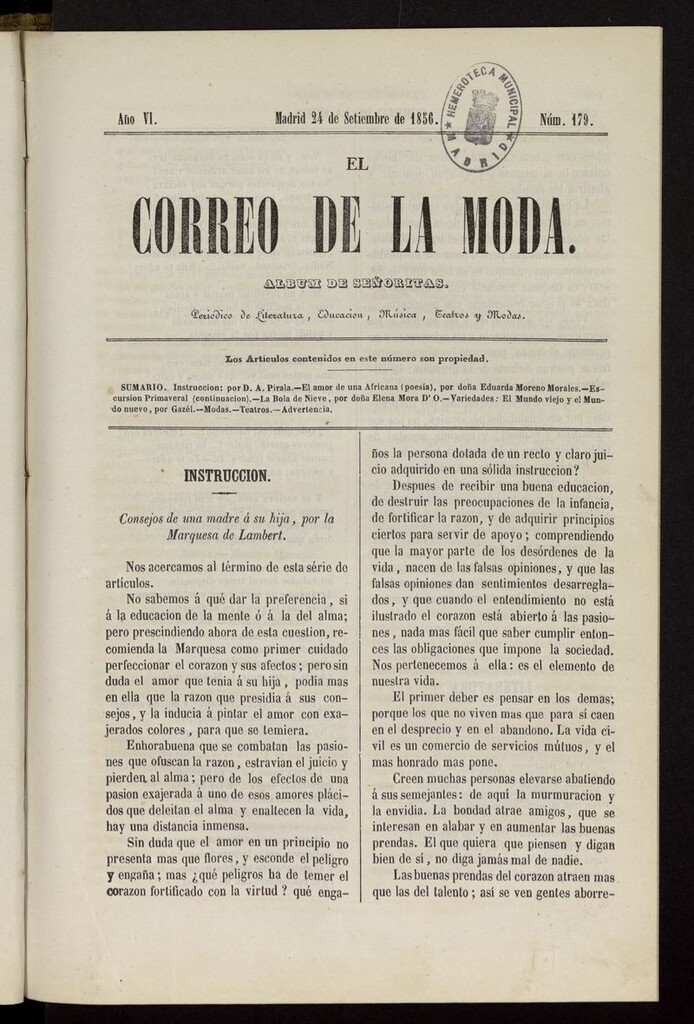 Año VI.
Madrid 24 de Setiembre de 1856.
Núm. 179.
HEMEROTECA MUNICIPAL
* MADRID *
EL
CORREO DE LA MODA.
ALBUM DE SEÑORITAS.
Periódico de Literatura, Educacion, Música, Teatros y Modas.
Los Articulos contenidos en este número son propiedad.
SUMARIO. Instruccion: por D. A. Pirala.—El amor de una Africana (poesía), por doña Eduarda Moreno Morales.—Es-
cursion Primaveral (continuacion).—La Bola de Nieve, por doña Elena Mora D' O.—Variedades: El Mundo viejo y el Mun-
do nuevo, por Gazél.—Modas.—Teatros.—Advertencia.
INSTRUCCION.
Consejos de una madre á su hija, por la
Marquesa de Lambert.
Nos acercamos al término de esta série de
artículos.
No sabemos á qué dar la preferencia, si
á la educacion de la mente ó á la del alma;
pero prescindiendo ahora de esta cuestion, re-
comienda la Marquesa como primer cuidado
perfeccionar el corazon y sus afectos; pero sin
duda el amor que tenia á su hija, podia mas
en ella que la razon que presidia á sus con-
sejos, y la inducia á pintar el amor con exa-
jerados colores, para que se temiera.
Enhorabuena que se combatan las pasio-
nes que ofuscan la razon, estravian el juicio y
pierden al alma; pero de los efectos de una
pasion exajerada á uno de esos amores pláci-
dos que deleitan el alma y enaltecen la vida,
hay una distancia inmensa.
Sin duda que el amor en un principio no
presenta mas que flores, y esconde el peligro
y engaña; mas ¿qué peligros ha de temer el
corazon fortificado con la virtud? qué enga-
ños la persona dotada de un recto y claro jui-
cio adquirido en una sólida instruccion?
Despues de recibir una buena educacion,
de destruir las preocupaciones de la infancia,
de fortificar la razon, y de adquirir principios
ciertos para servir de apoyo; comprendiendo
que la mayor parte de los desórdenes de la
vida, nacen de las falsas opiniones, y que las
falsas opiniones dan sentimientos desarregla-
dos, y que cuando el entendimiento no está
ilustrado el corazon está abierto á las pasio-
nes, nada mas fácil que saber cumplir enton-
ces las obligaciones que impone la sociedad.
Nos pertenecemos á ella: es el elemento de
nuestra vida.
El primer deber es pensar en los demas;
porque los que no viven mas que para sí caen
en el desprecio y en el abandono. La vida ci-
vil es un comercio de servicios mútuos, y el
mas honrado mas pone.
Creen muchas personas elevarse abatiendo
á sus semejantes: de aquí la murmuracion y
la envidia. La bondad atrae amigos, que se
interesan en alabar y en aumentar las buenas
prendas. El que quiera que piensen y digan
bien de sí, no diga jamás mal de nadie.
Las buenas prendas del corazon atraen mas
que las del talento; asi se ven gentes aborre-